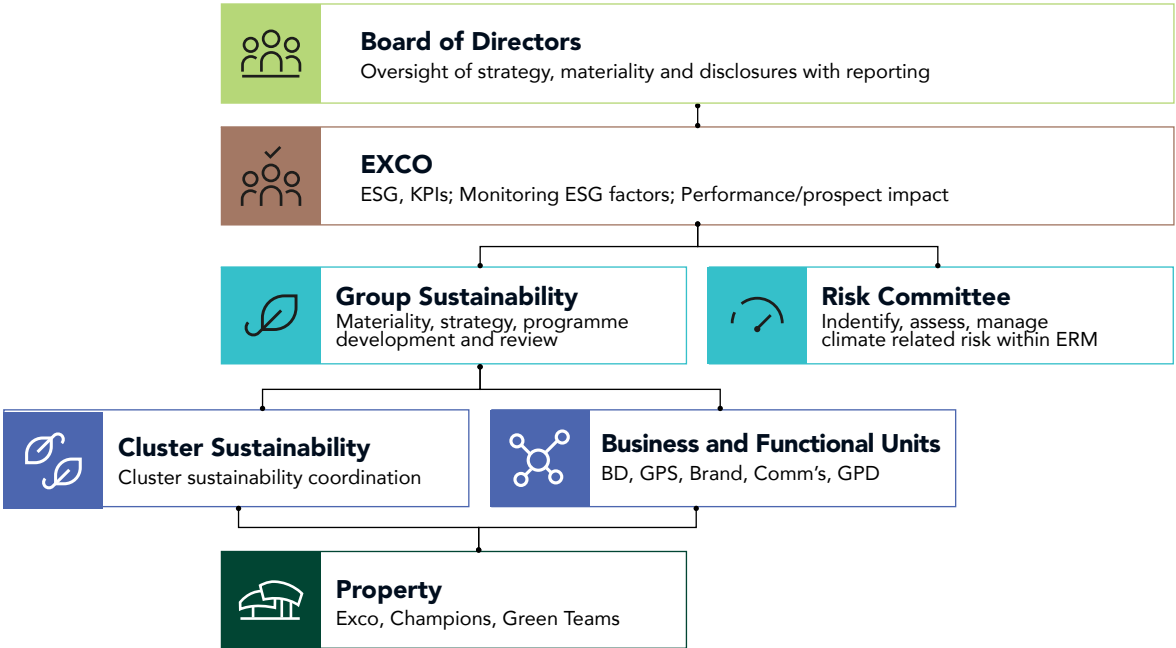 Board of Directors
Oversight of strategy, materiality and disclosures with reporting
EXCO
ESG, KPIs; Monitoring ESG factors; Performance/prospect impact
Group Sustainability
Materiality, strategy, programme
development and review
Risk Committee
Indentify, assess, manage
climate related risk within ERM
Cluster Sustainability
Cluster sustainability coordination
Business and Functional Units
BD, GPS, Brand, Comm's, GPD
Property
Exco, Champions, Green Teams